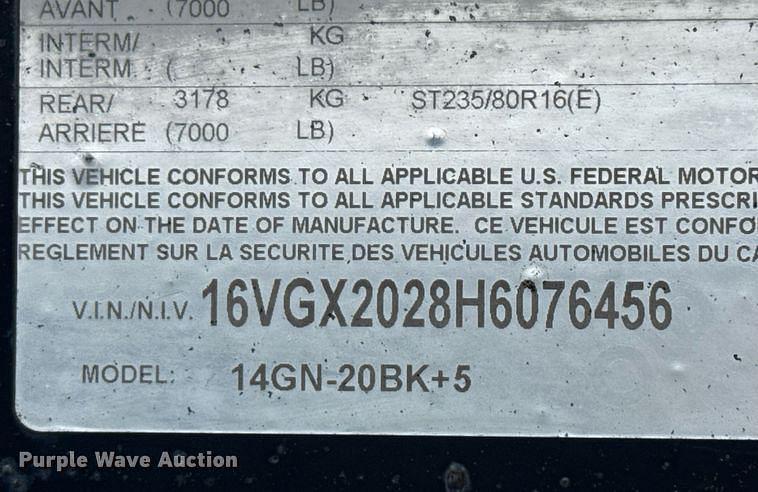 AVANT (7000 LB)
INTERM/ KG
INTERM. ( LB)
REAR/ 3178 KG ST235/80R16(E)
ARRIERE (7000 LB)
THIS VEHICLE CONFORMS TO ALL APPLICABLE U.S. FEDERAL MOTOR
THIS VEHICLE CONFORMS TO ALL APPLICABLE STANDARDS PRESCRI
EFFECT ON THE DATE OF MANUFACTURE. CE VEHICULE EST CONFO
REGLEMENT SUR LA SECURITE DES VEHICULES AUTOMOBILES DU CA
V.I.N./N.I.V. 16VGX2028H6076456
MODEL: 14GN-20BK+5
Purple Wave Auction